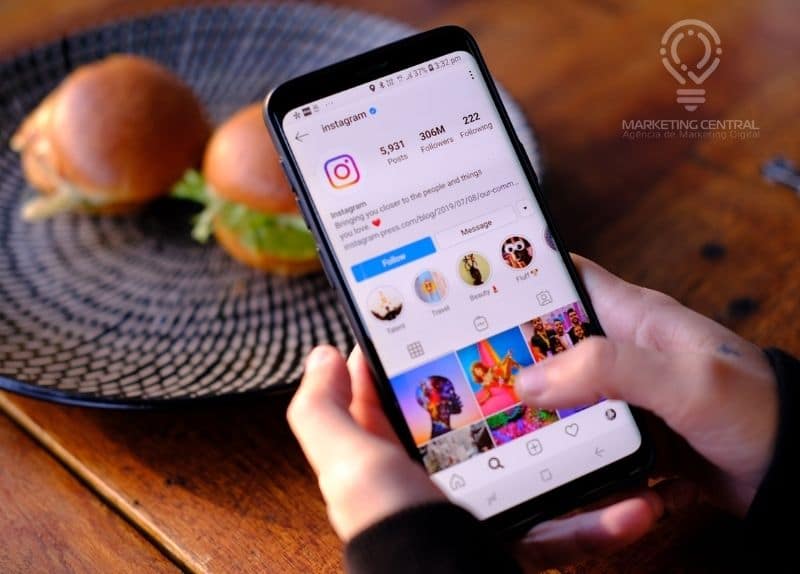 37% 3:32 pm
instagram
5,931 306M 222
Posts Followers Following
Instagram
Bringing you closer to the people and things
you love. ❤️
instagram-press.com/blog/2019/07/08/our-comm...
Follow Message
Talent Travel Beauty Fluff
MARKETING CENTRAL
Agência de Marketing Digital